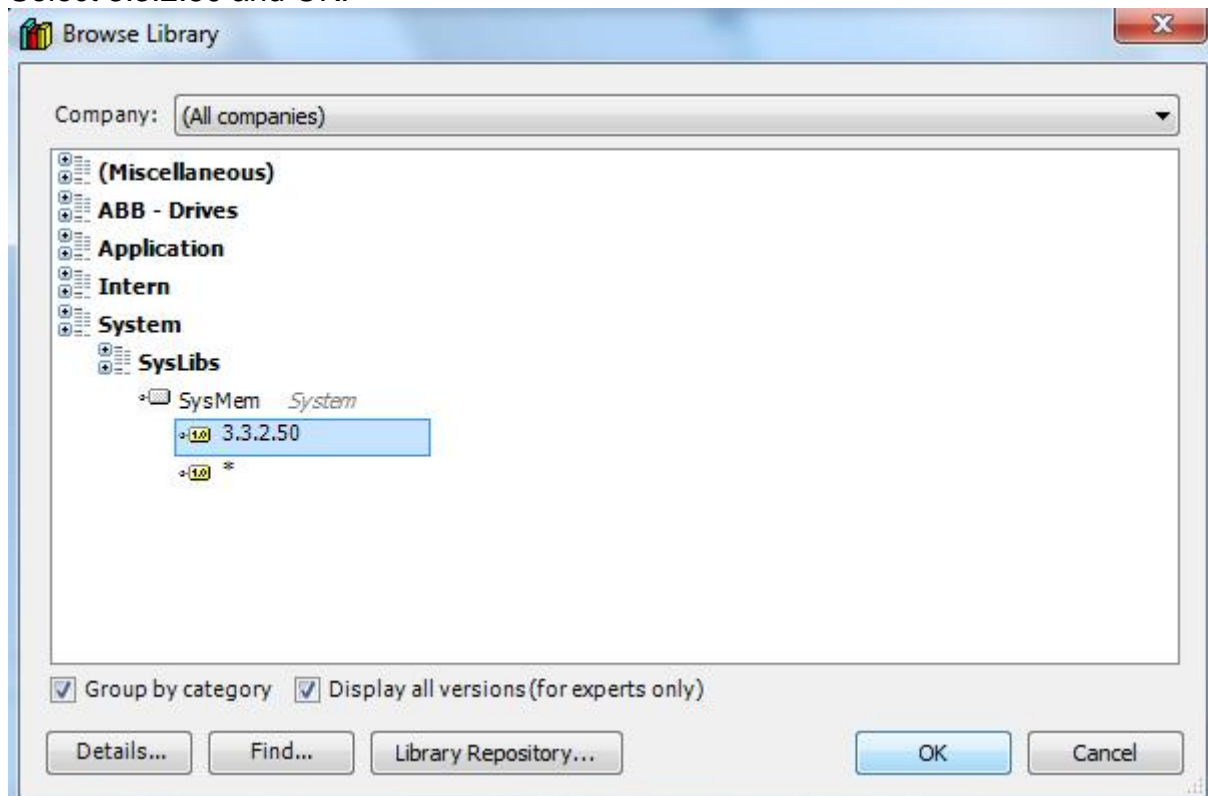 Browse Library
Company: (All companies)
(Miscellaneous)
ABB - Drives
Application
Intern
System
SysLibs
SysMem System
3.3.2.50
*
Group by category Display all versions(for experts only)
Details... Find... Library Repository... OK Cancel